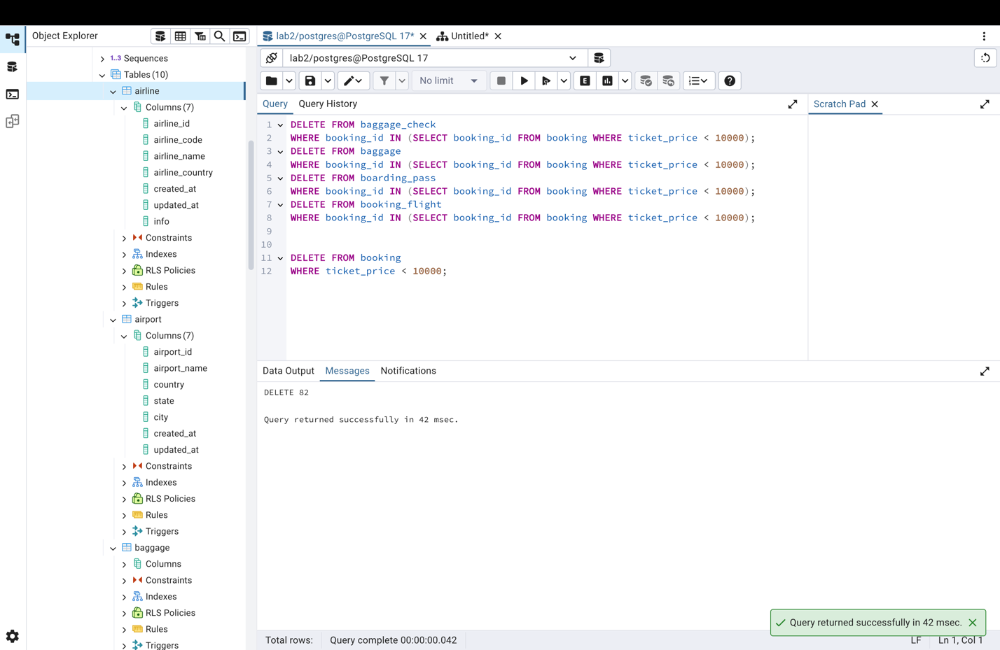 Object Explorer
lab2/postgres@PostgreSQL 17*
Untitled*
1..3 Sequences
Tables (10)
airline
Columns (7)
airline_id
airline_code
airline_name
airline_country
created_at
updated_at
info
Constraints
Indexes
RLS Policies
Rules
Triggers
airport
Columns (7)
airport_id
airport_name
country
state
city
created_at
updated_at
Constraints
Indexes
RLS Policies
Rules
Triggers
baggage
Columns
Constraints
Indexes
RLS Policies
Rules
Triggers
lab2/postgres@PostgreSQL 17
No limit
E
Query Query History
Scratch Pad
1 DELETE FROM baggage_check
2 WHERE booking_id IN (SELECT booking_id FROM booking WHERE ticket_price < 10000);
3 DELETE FROM baggage
4 WHERE booking_id IN (SELECT booking_id FROM booking WHERE ticket_price < 10000);
5 DELETE FROM boarding_pass
6 WHERE booking_id IN (SELECT booking_id FROM booking WHERE ticket_price < 10000);
7 DELETE FROM booking_flight
8 WHERE booking_id IN (SELECT booking_id FROM booking WHERE ticket_price < 10000);
9
10
11 DELETE FROM booking
12 WHERE ticket_price < 10000;
Data Output Messages Notifications
DELETE 82
Query returned successfully in 42 msec.
Query returned successfully in 42 msec.
Total rows: Query complete 00:00:00.042 LF Ln 1, Col 1